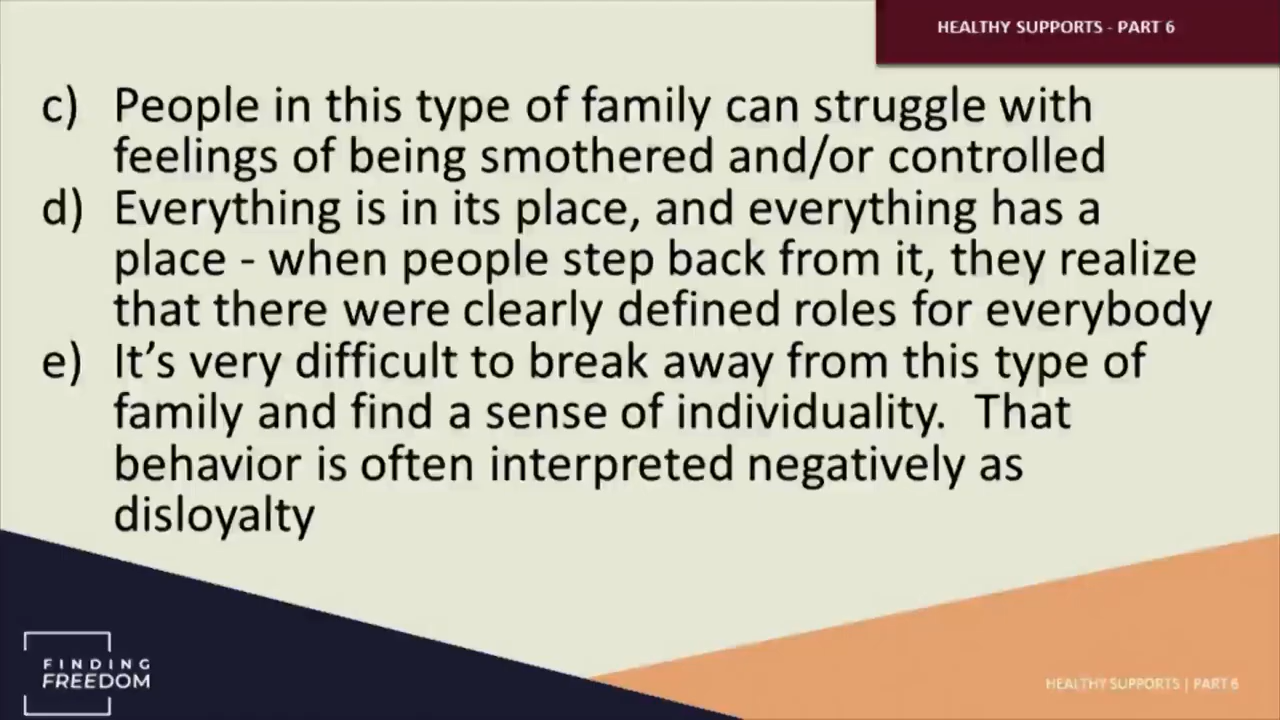 HEALTHY SUPPORTS - PART 6
c) People in this type of family can struggle with
feelings of being smothered and/or controlled
d) Everything is in its place, and everything has a
place - when people step back from it, they realize
that there were clearly defined roles for everybody
e) It’s very difficult to break away from this type of
family and find a sense of individuality.  That
behavior is often interpreted negatively as
disloyalty
FINDING
FREEDOM
HEALTHY SUPPORTS | PART 6